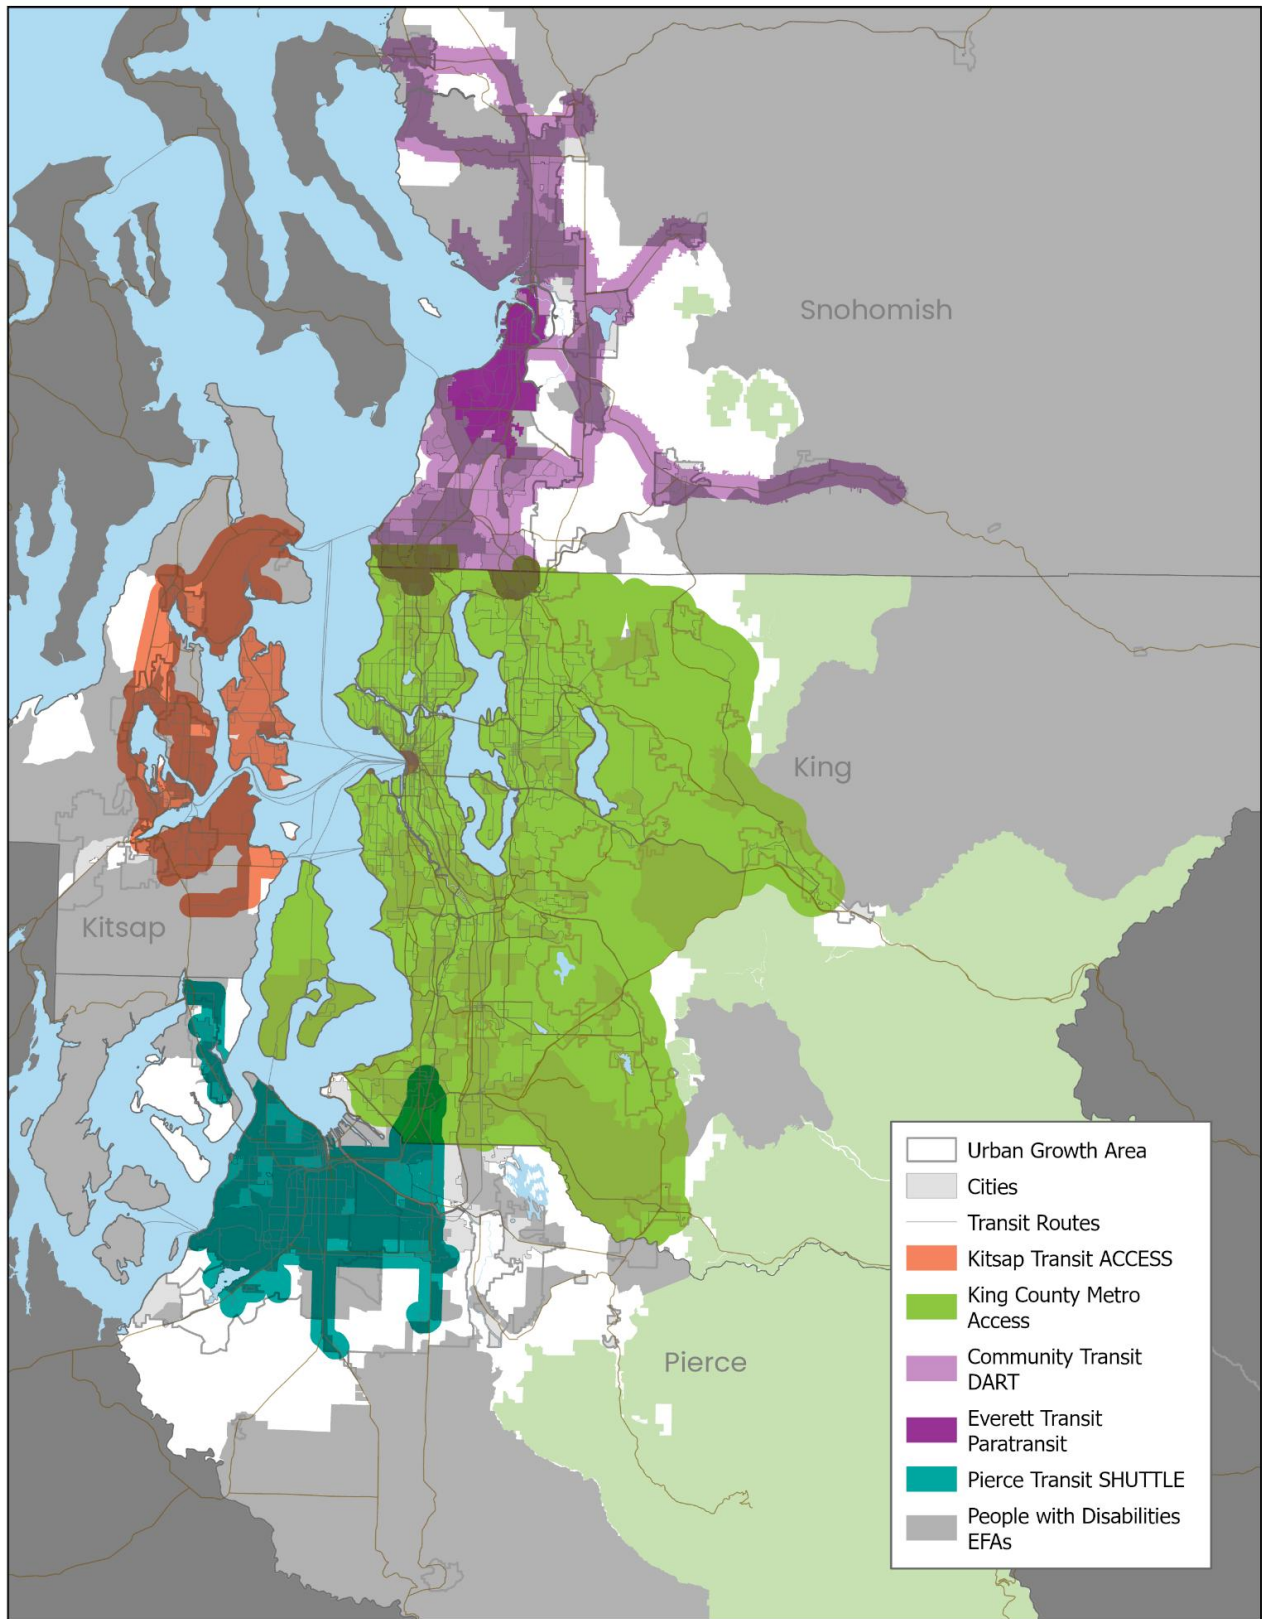 Snohomish
King
Kitsap
Pierce
Urban Growth Area
Cities
Transit Routes
Kitsap Transit ACCESS
King County Metro
Access
Community Transit
DART
Everett Transit
Paratransit
Pierce Transit SHUTTLE
People with Disabilities
EFAs